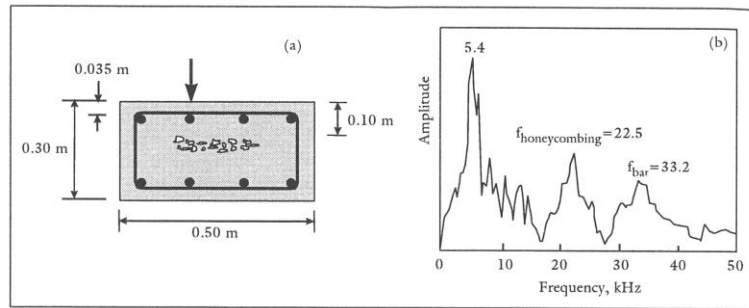 (a)
0.035 m
0.30 m
0.10 m
0.50 m
(b)
5.4
Amplitude
f_honeycombing=22.5
f_bar=33.2
0 10 20 30 40 50
Frequency, kHz